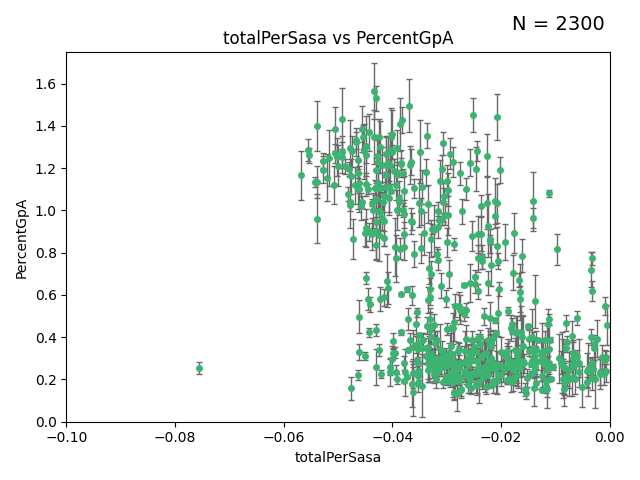 N = 2300
totalPerSasa vs PercentGpA
PercentGpA
1.6
1.4
1.2
1.0
0.8
0.6
0.4
0.2
0.0
−0.10 −0.08 −0.06 −0.04 −0.02 0.00
totalPerSasa